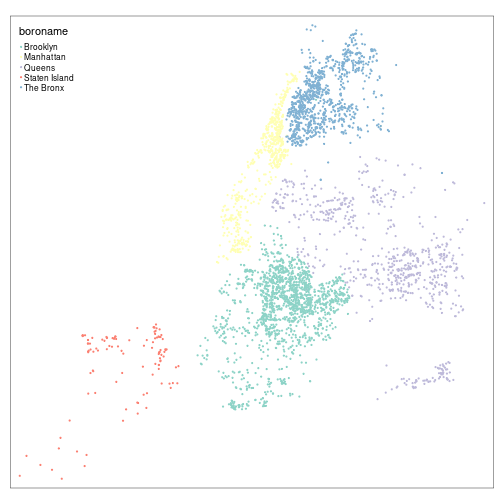 boroname
Brooklyn
Manhattan
Queens
Staten Island
The Bronx